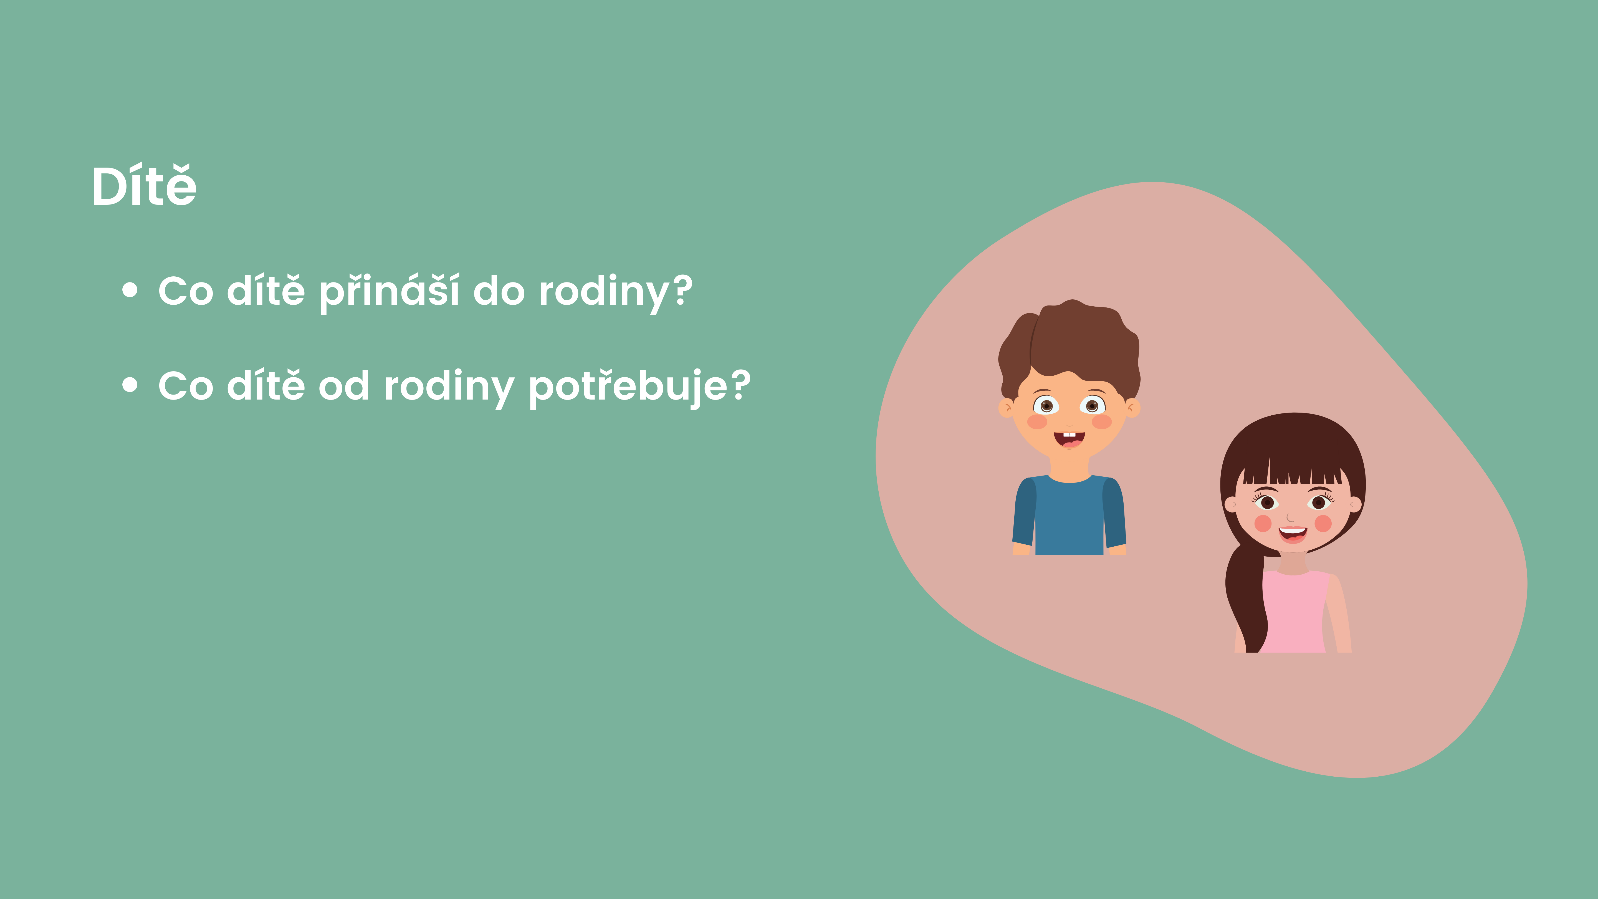 Dítě
Co dítě přináší do rodiny?
Co dítě od rodiny potřebuje?